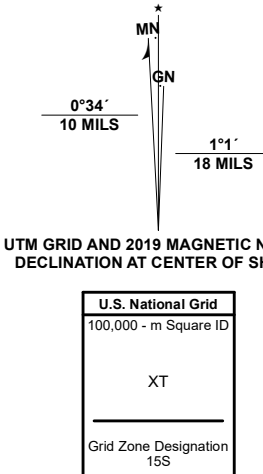 ★
MN
GN
0°34´
10 MILS
1°1´
18 MILS
UTM GRID AND 2019 MAGNETIC N
DECLINATION AT CENTER OF S
U.S. National Grid
100,000 - m Square ID
XT
Grid Zone Designation
15S